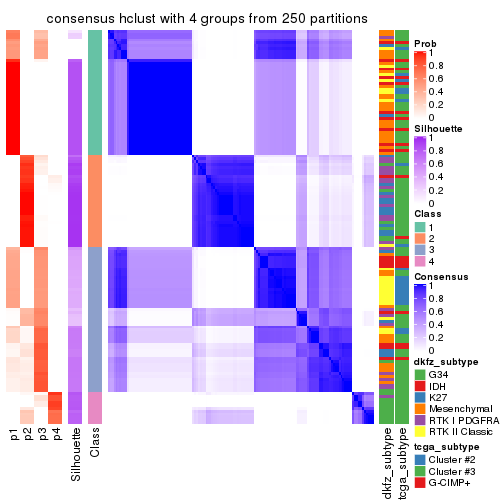 consensus hclust with 4 groups from 250 partitions
Prob
1
0.8
0.6
0.4
0.2
0
Silhouette
1
0.8
0.6
0.4
0.2
0
Class
1
2
3
4
Consensus
1
0.8
0.6
0.4
0.2
0
dkfz_subtype
G34
IDH
K27
Mesenchymal
RTK I PDGFRA
RTK II Classic
tcga_subtype
Cluster #2
Cluster #3
G-CIMP+
p1
p2
p3
p4
Silhouette
Class
dkfz_subtype
tcga_subtype